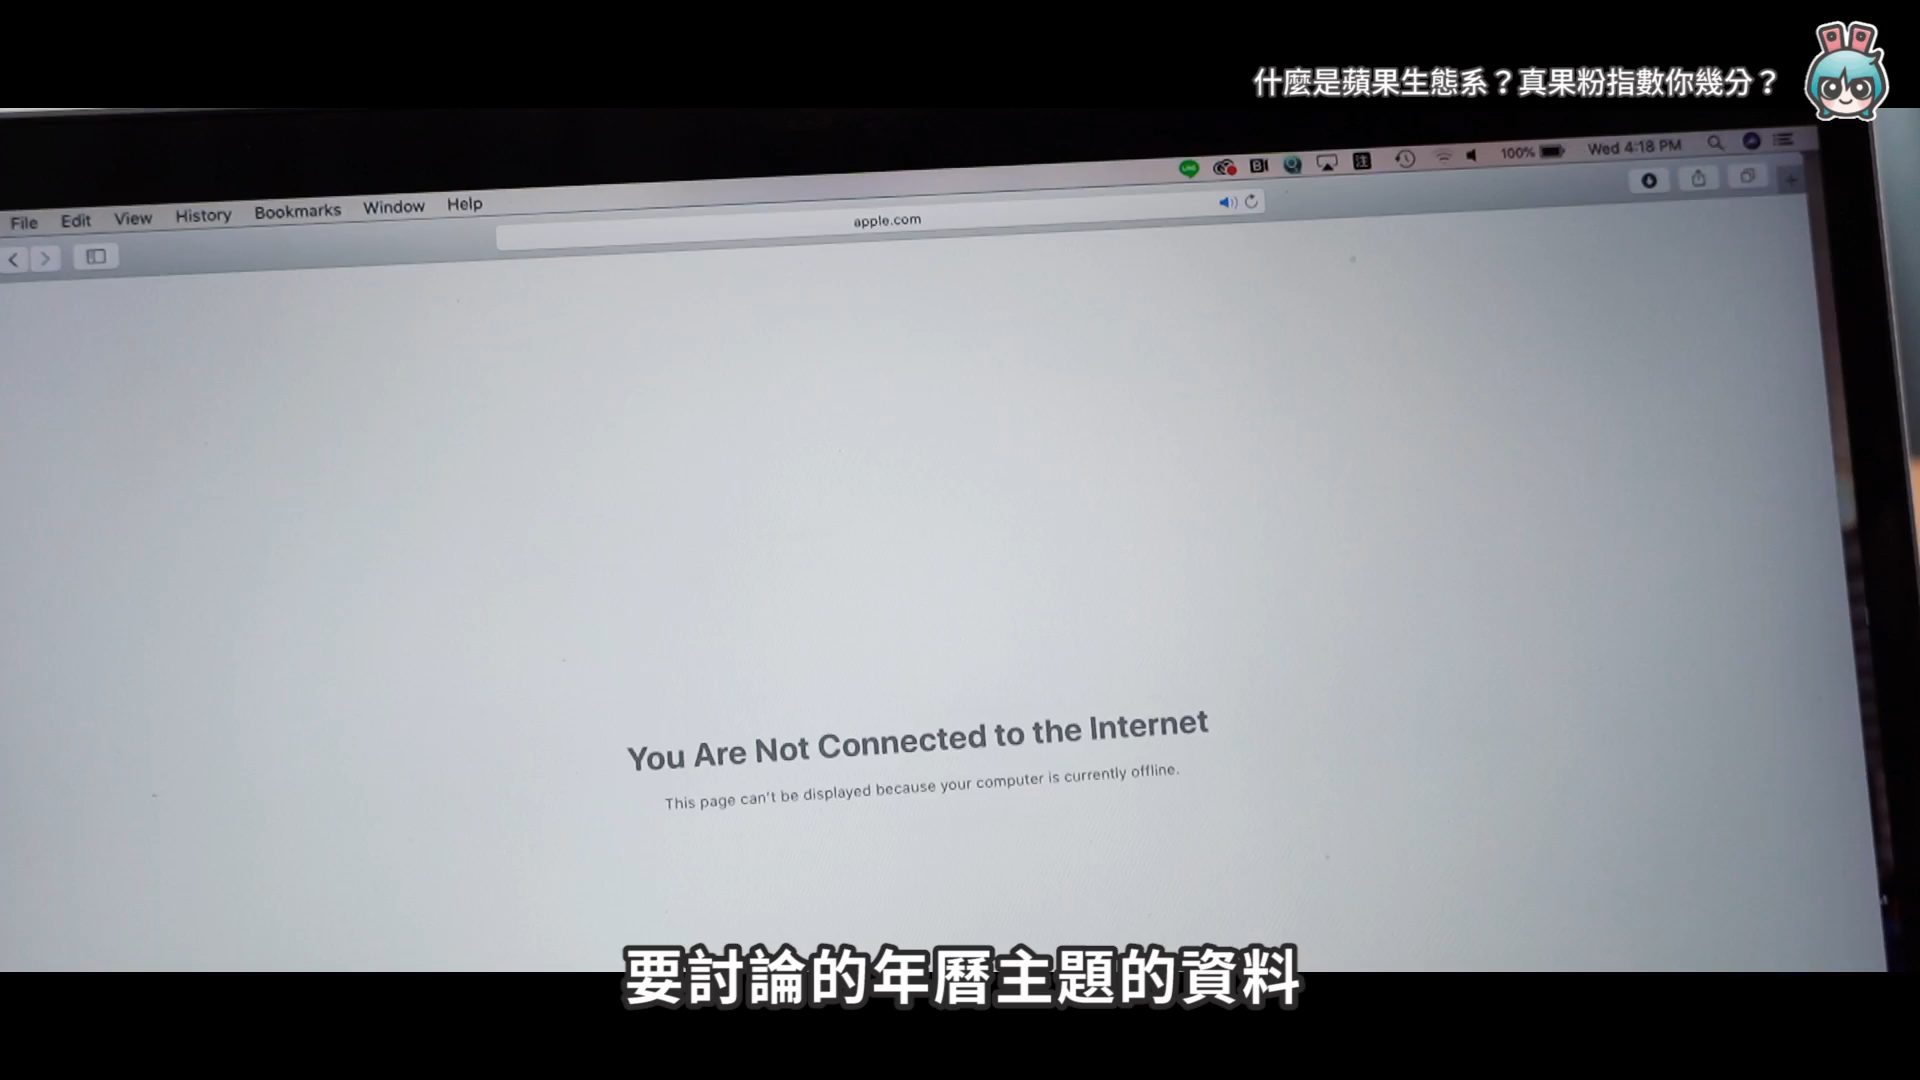 什麼是蘋果生態系？真果粉指數你幾分？
100% Wed 4:18 PM
File Edit View History Bookmarks Window Help
apple.com
You Are Not Connected to the Internet
This page can't be displayed because your computer is currently offline.
要討論的年曆主題的資料